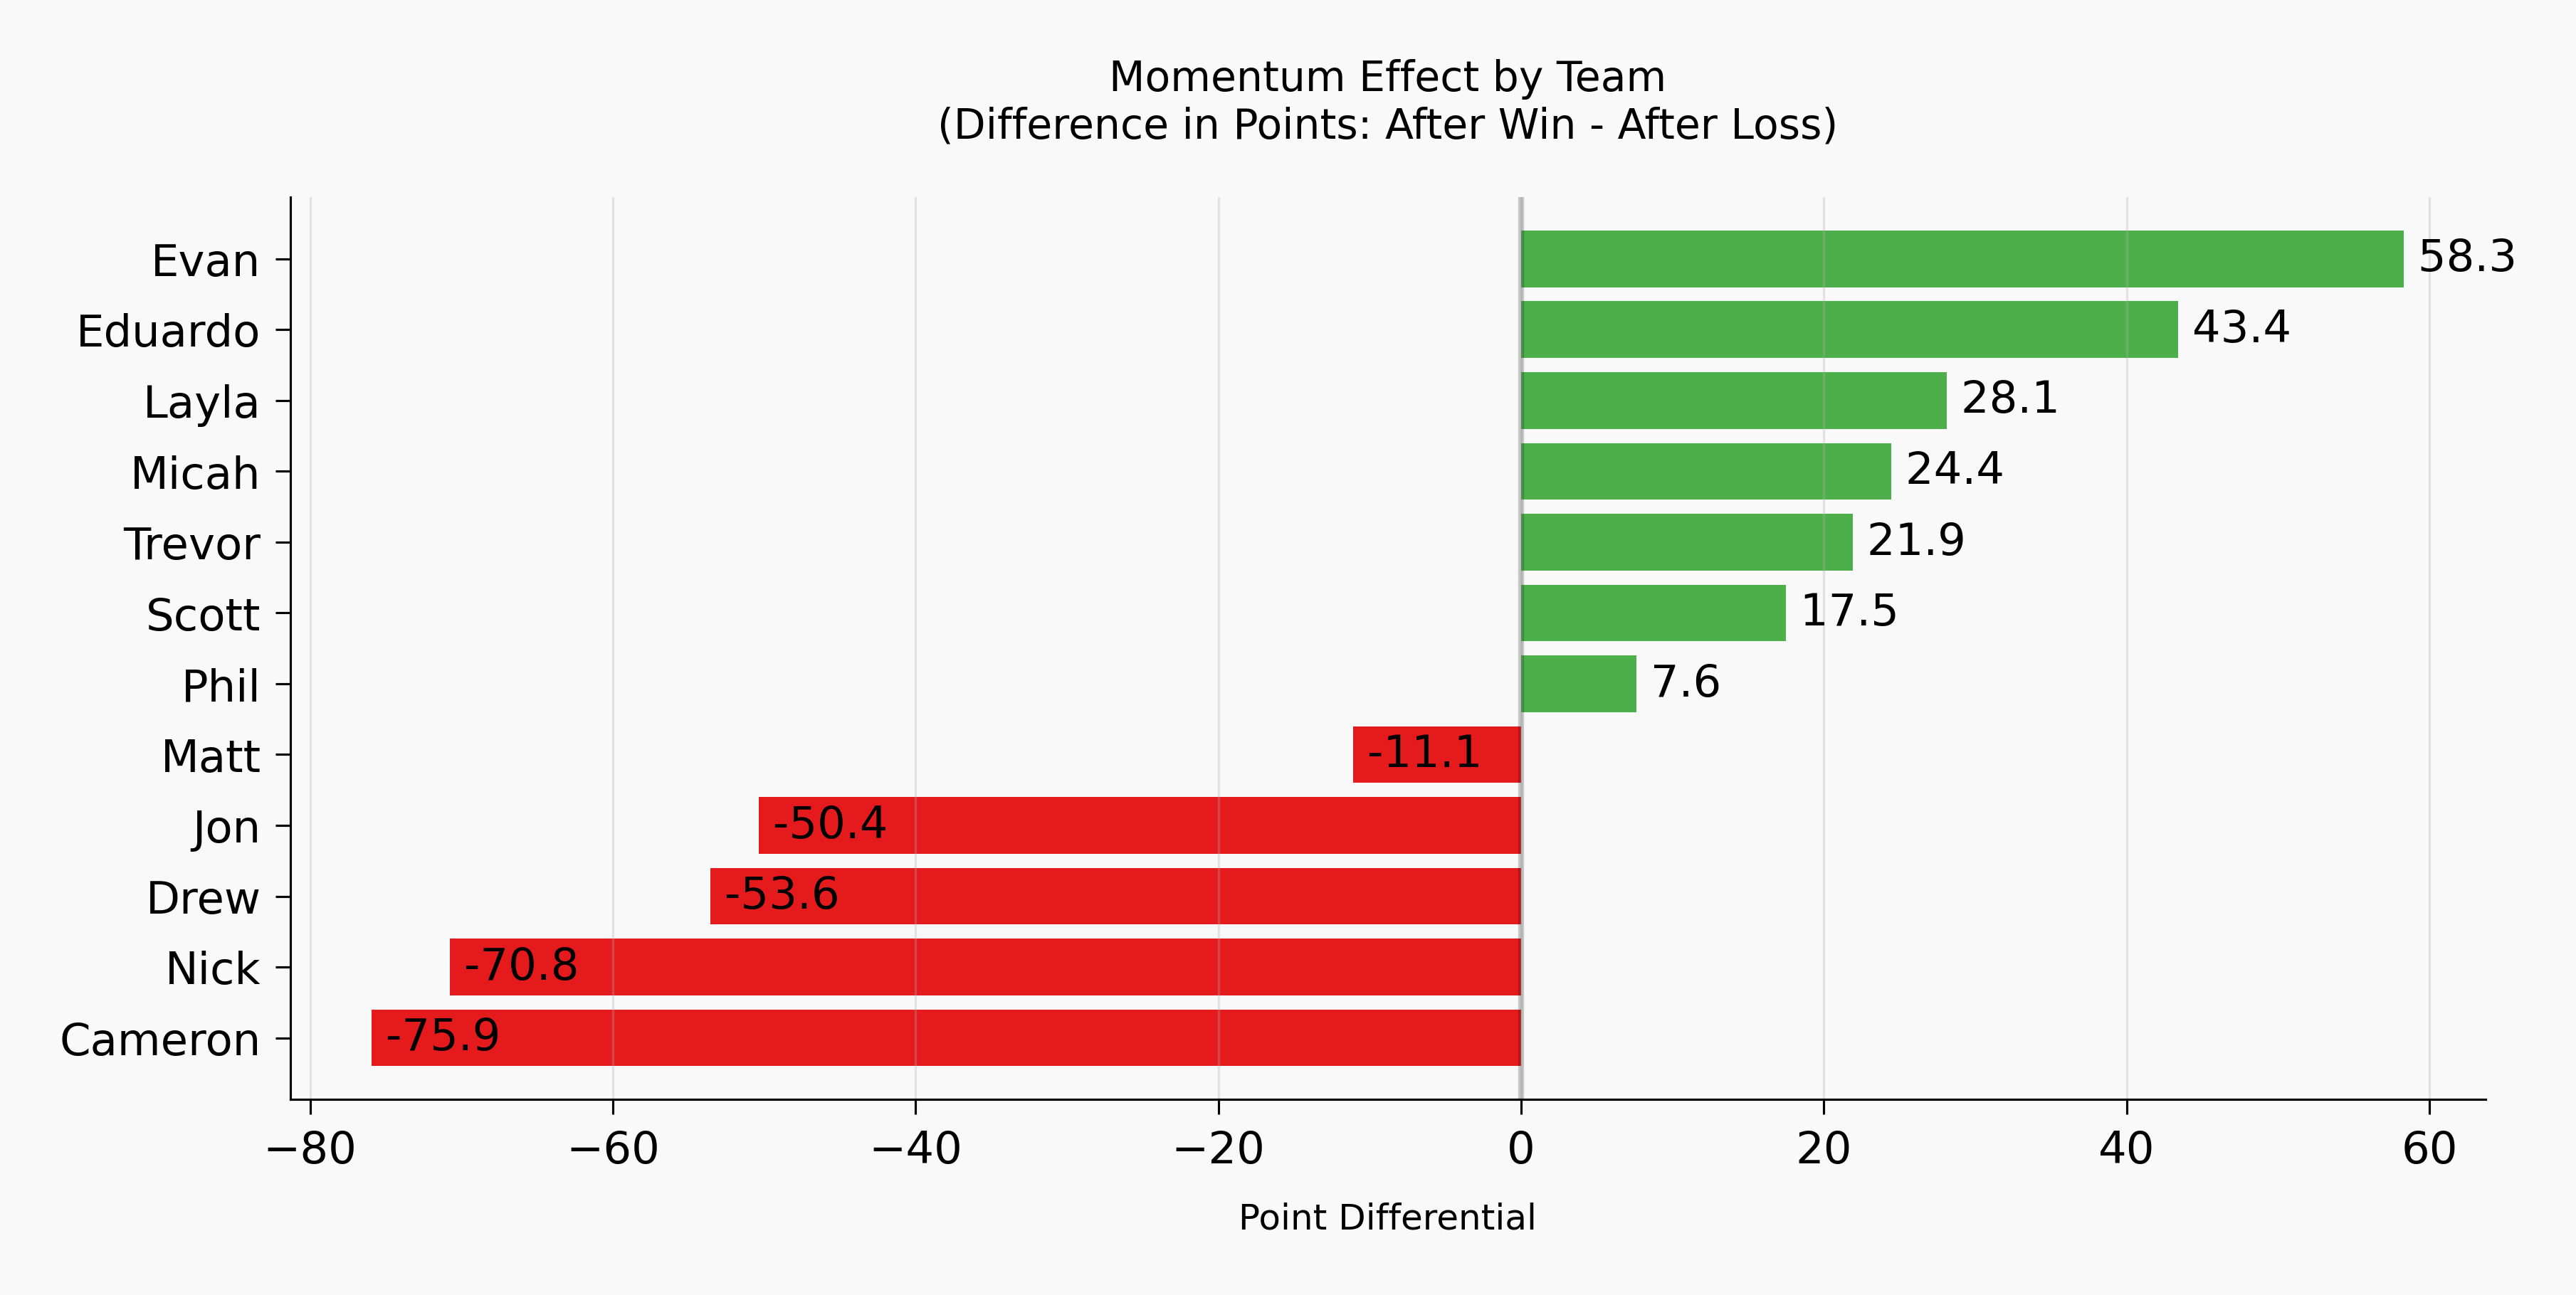 Momentum Effect by Team
(Difference in Points: After Win - After Loss)
Evan 58.3
Eduardo 43.4
Layla 28.1
Micah 24.4
Trevor 21.9
Scott 17.5
Phil 7.6
Matt -11.1
Jon -50.4
Drew -53.6
Nick -70.8
Cameron -75.9
−80 −60 −40 −20 0 20 40 60
Point Differential